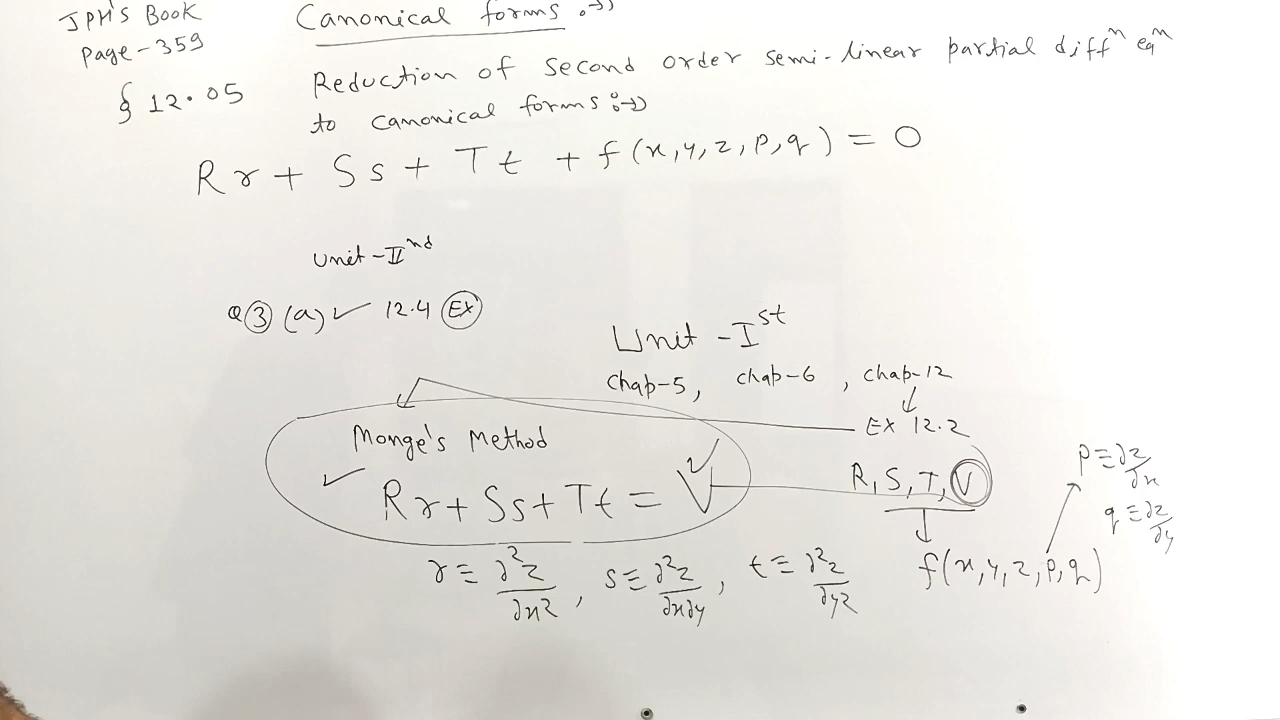 JPH's Book
Page-359
§ 12.05
Canonical forms :→
Reduction of second order semi-linear partial diffⁿ eqⁿ
to canonical forms :→
Rr + Ss + Tt + f(x,y,z,p,q) = 0
Unit-IInd
Q ③ (a) ✓ 12.4 (Ex)
Unit-Ist
Chap-5, Chap-6, Chap-12
Ex 12.2
Monge's Method
✓ Rr + Ss + Tt = V
R, S, T, V
p ≡ ∂z/∂x
q ≡ ∂z/∂y
r ≡ ∂²z/∂x², s ≡ ∂²z/∂x∂y, t ≡ ∂²z/∂y²
f(x,y,z,p,q)